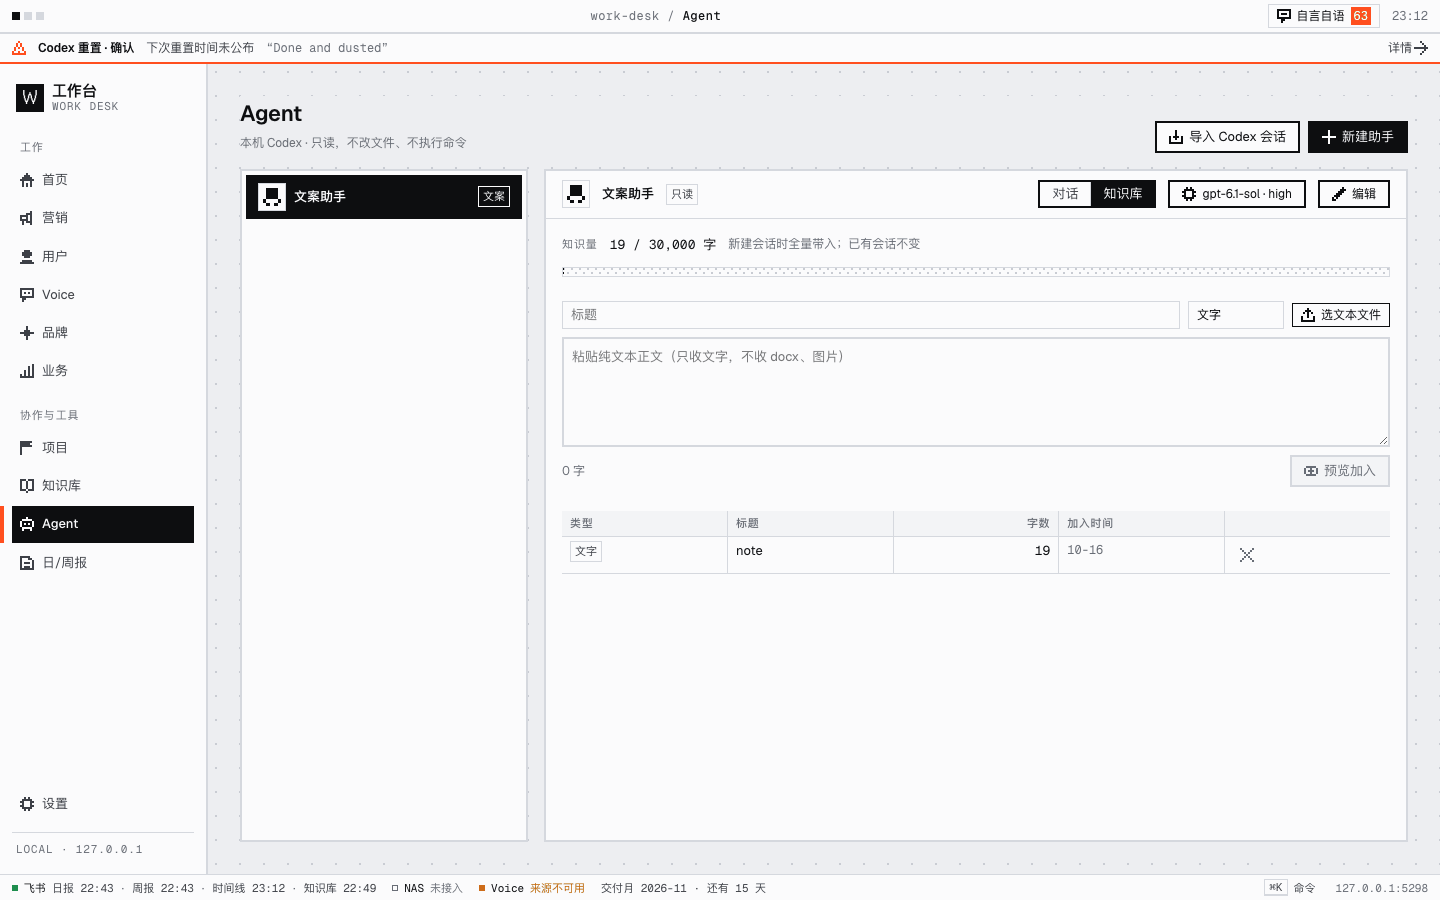 work-desk / Agent
自言自语 63
23:12
Codex 重置 · 确认 下次重置时间未公布 “Done and dusted”
详情
W
工作台
WORK DESK
工作
首页
营销
用户
Voice
品牌
业务
协作与工具
项目
知识库
Agent
日/周报
设置
LOCAL · 127.0.0.1
Agent
本机 Codex · 只读，不改文件、不执行命令
导入 Codex 会话
新建助手
文案助手 文案
文案助手 只读
对话 知识库
gpt-6.1-sol · high
编辑
知识量 19 / 30,000 字 新建会话时全量带入；已有会话不变
标题
文字
选文本文件
粘贴纯文本正文（只收文字，不收 docx、图片）
0 字
预览加入
类型 标题 字数 加入时间
文字 note 19 10-16
飞书 日报 22:43 · 周报 22:43 · 时间线 23:12 · 知识库 22:49
NAS 未接入
Voice 来源不可用
交付月 2026-11 · 还有 15 天
⌘K 命令
127.0.0.1:5298